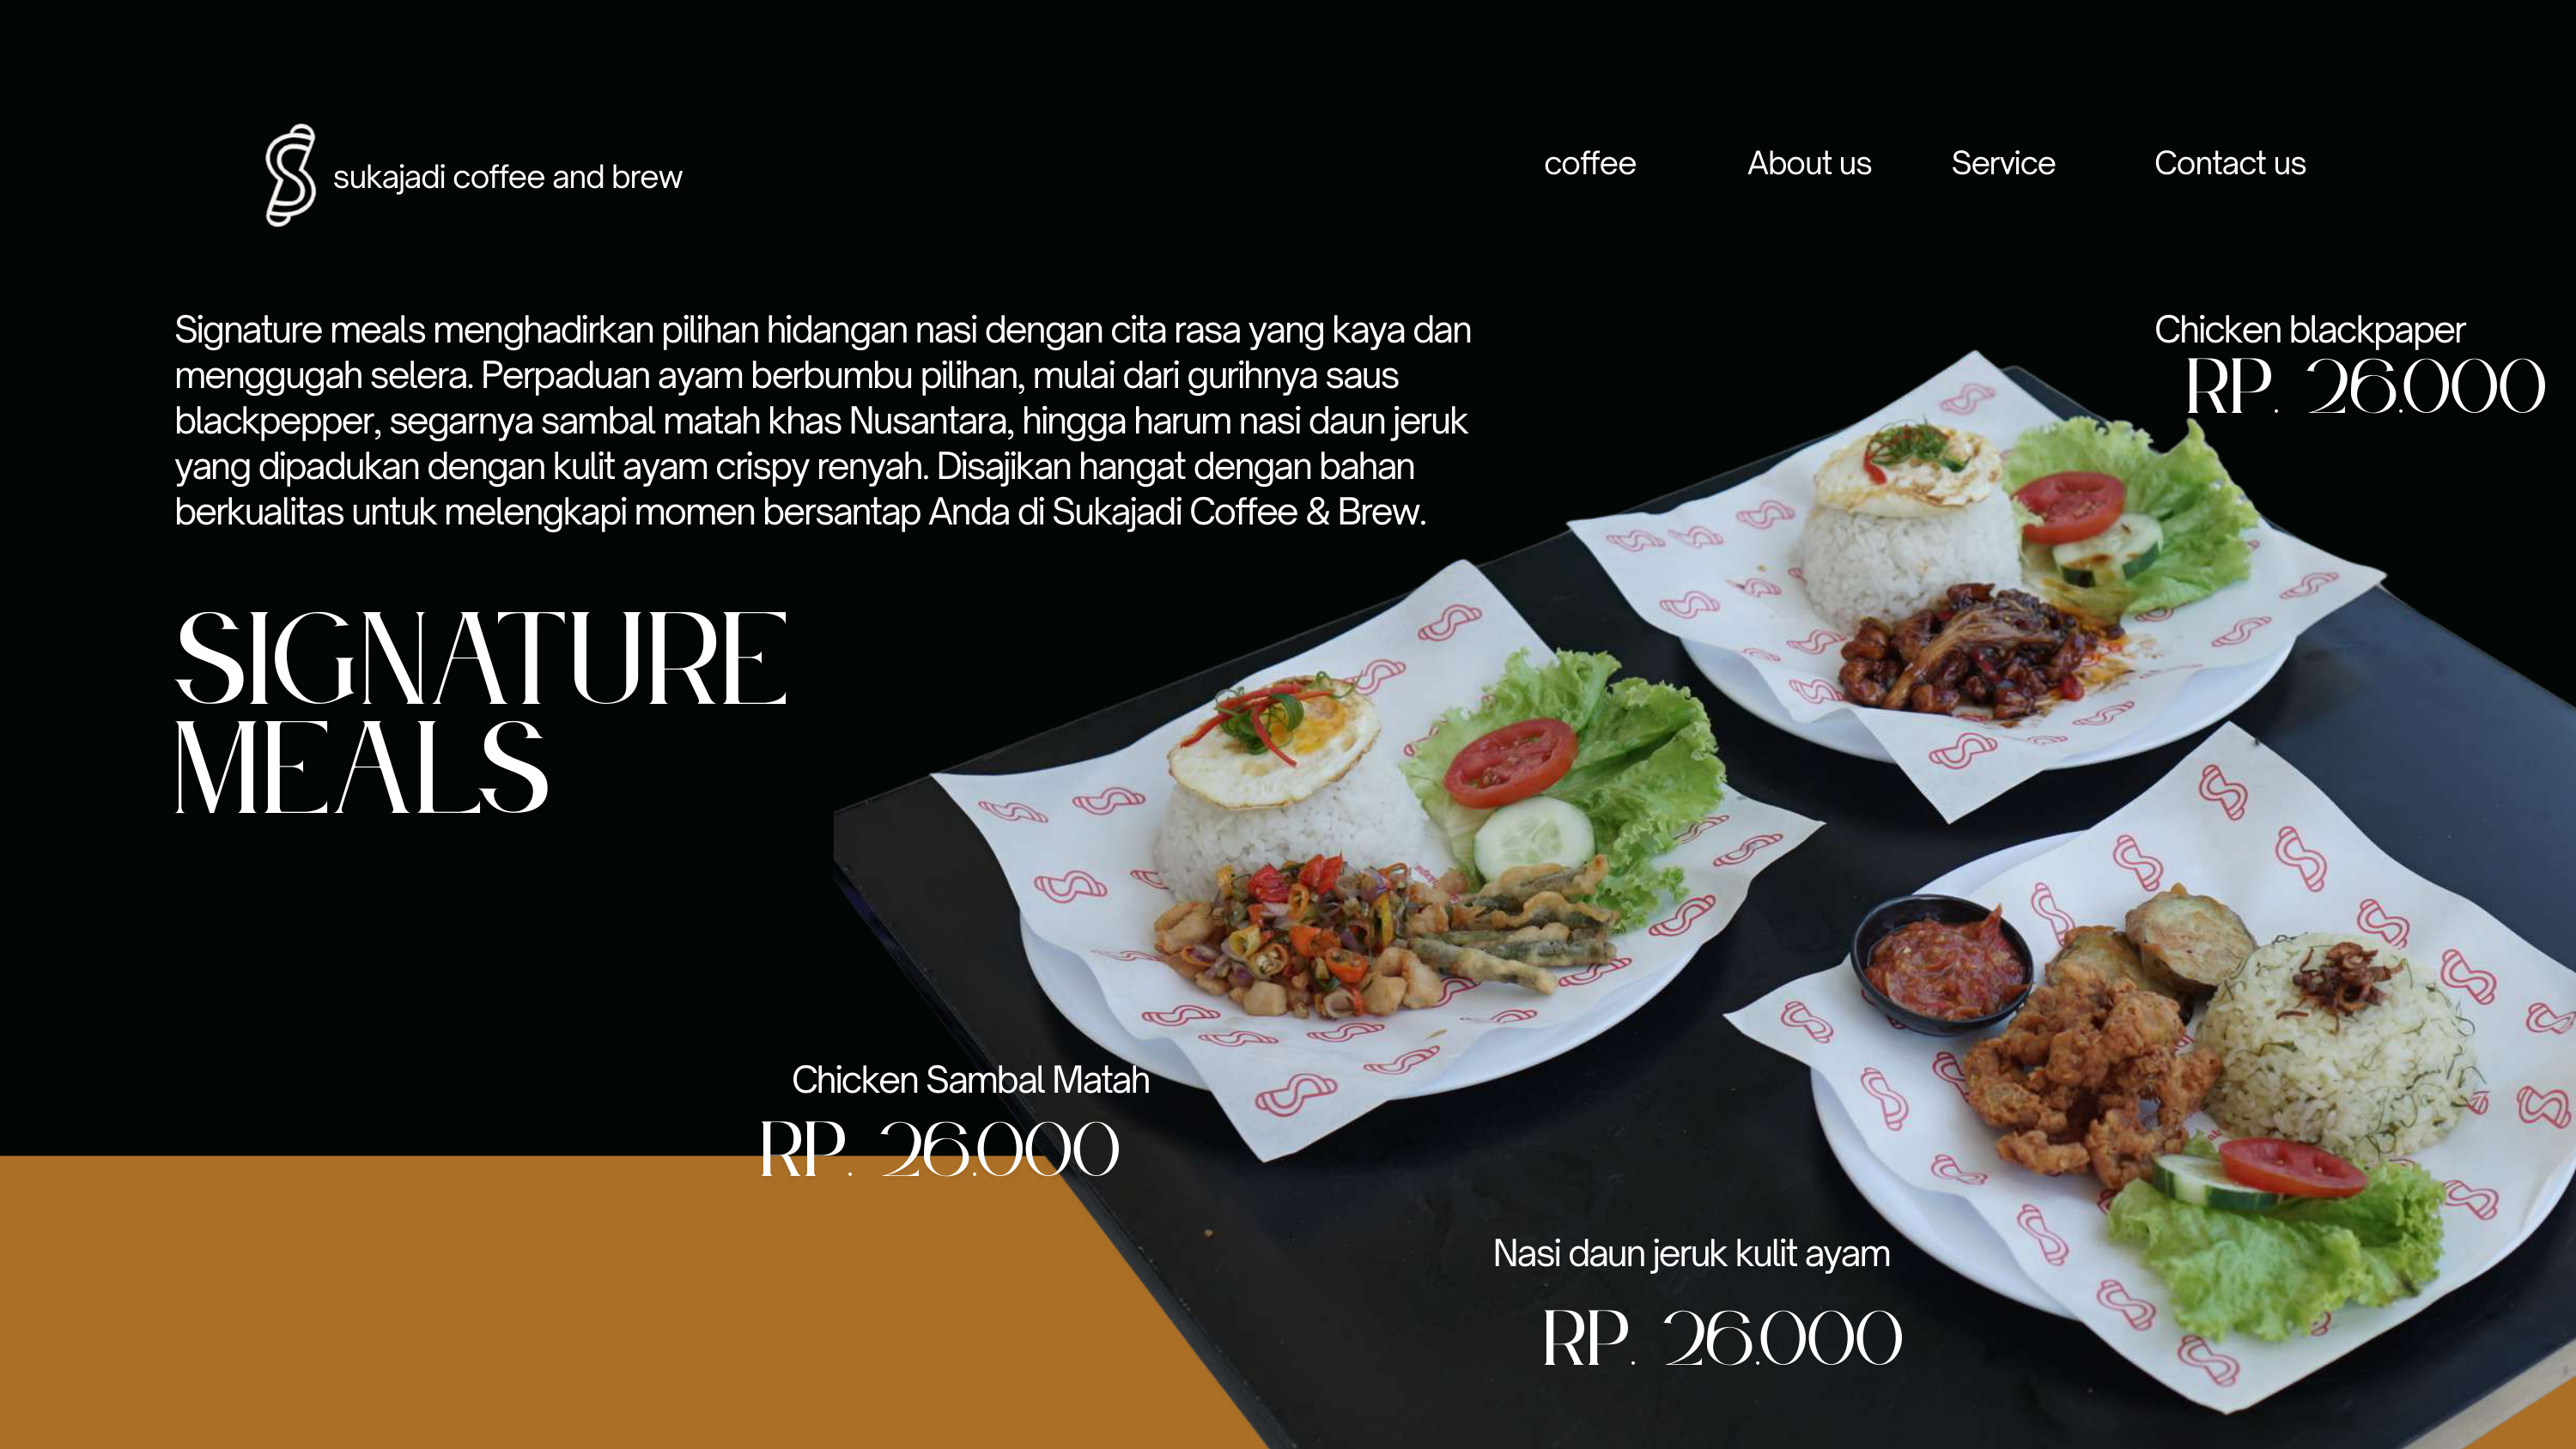 sukajadi coffee and brew
coffee
About us
Service
Contact us
Signature meals menghadirkan pilihan hidangan nasi dengan cita rasa yang kaya dan
menggugah selera. Perpaduan ayam berbumbu pilihan, mulai dari gurihnya saus
blackpepper, segarnya sambal matah khas Nusantara, hingga harum nasi daun jeruk
yang dipadukan dengan kulit ayam crispy renyah. Disajikan hangat dengan bahan
berkualitas untuk melengkapi momen bersantap Anda di Sukajadi Coffee & Brew.
Chicken blackpaper
RP. 26.000
SIGNATURE
MEALS
Chicken Sambal Matah
RP. 26.000
Nasi daun jeruk kulit ayam
RP. 26.000